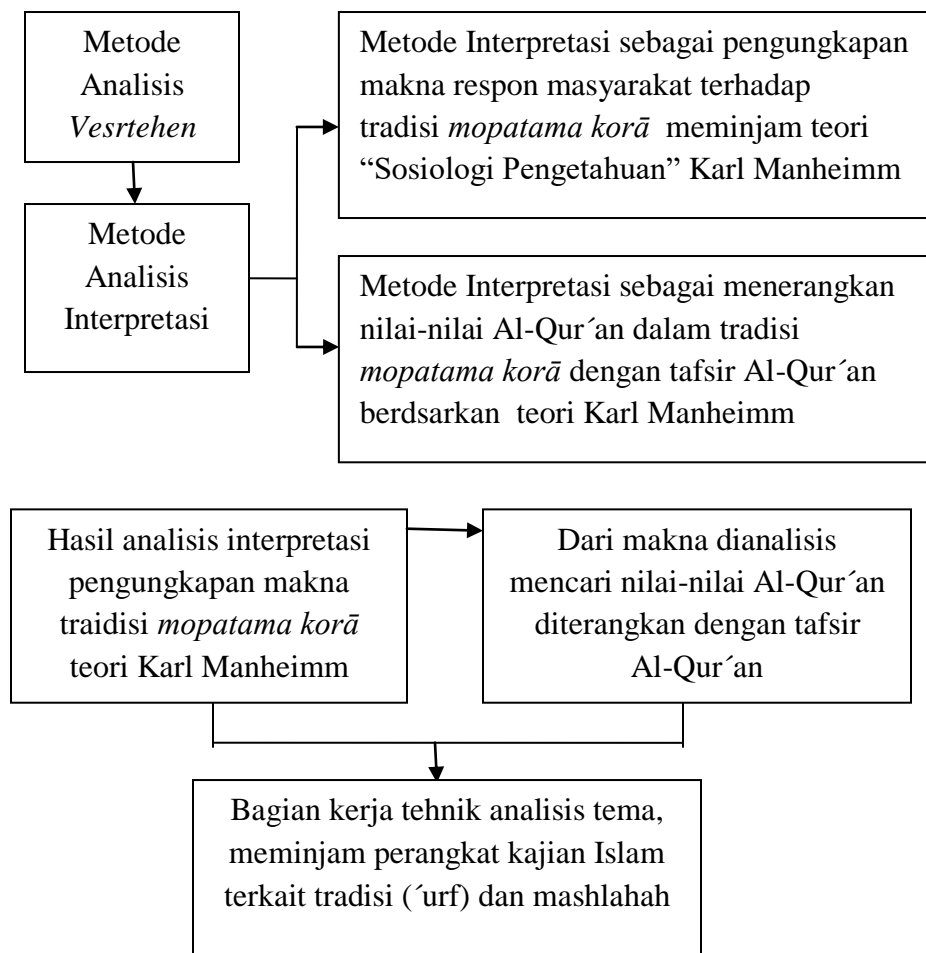 Metode
Analisis
Vesrtehen
Metode Interpretasi sebagai pengungkapan
makna respon masyarakat terhadap
tradisi mopatama korā meminjam teori
“Sosiologi Pengetahuan” Karl Manheimm
Metode
Analisis
Interpretasi
Metode Interpretasi sebagai menerangkan
nilai-nilai Al-Qur´an dalam tradisi
mopatama korā dengan tafsir Al-Qur´an
berdsarkan teori Karl Manheimm
Hasil analisis interpretasi
pengungkapan makna
traidisi mopatama korā
teori Karl Manheimm
Dari makna dianalisis
mencari nilai-nilai Al-Qur´an
diterangkan dengan tafsir
Al-Qur´an
Bagian kerja tehnik analisis tema,
meminjam perangkat kajian Islam
terkait tradisi (´urf) dan mashlahah